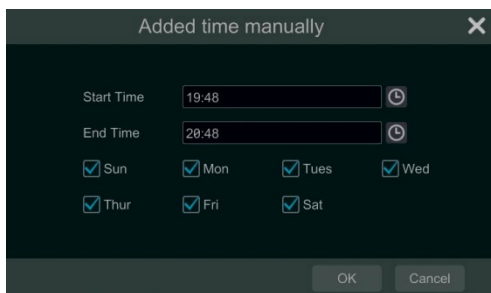 Added time manually
Start Time 19:48
End Time 20:48
Sun Mon Tues Wed
Thur Fri Sat
OK Cancel